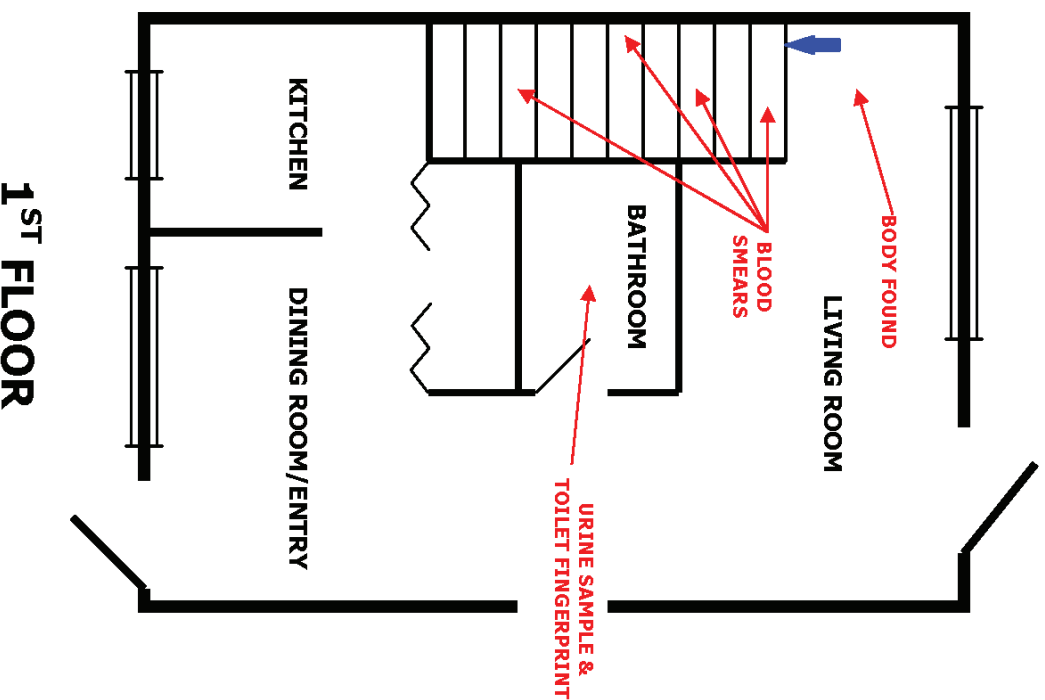 1ST FLOOR
KITCHEN
DINING ROOM/ENTRY
BATHROOM
LIVING ROOM
BLOOD
SMEARS
BODY FOUND
URINE SAMPLE &
TOILET FINGERPRINT